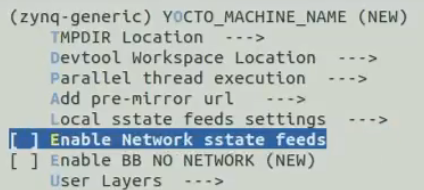 (zynq-generic) YOCTO_MACHINE_NAME (NEW)
TMPDIR Location --->
Devtool Workspace Location --->
Parallel thread execution --->
Add pre-mirror url --->
Local sstate feeds settings --->
[ ] Enable Network sstate feeds
[ ] Enable BB NO NETWORK (NEW)
User Layers --->